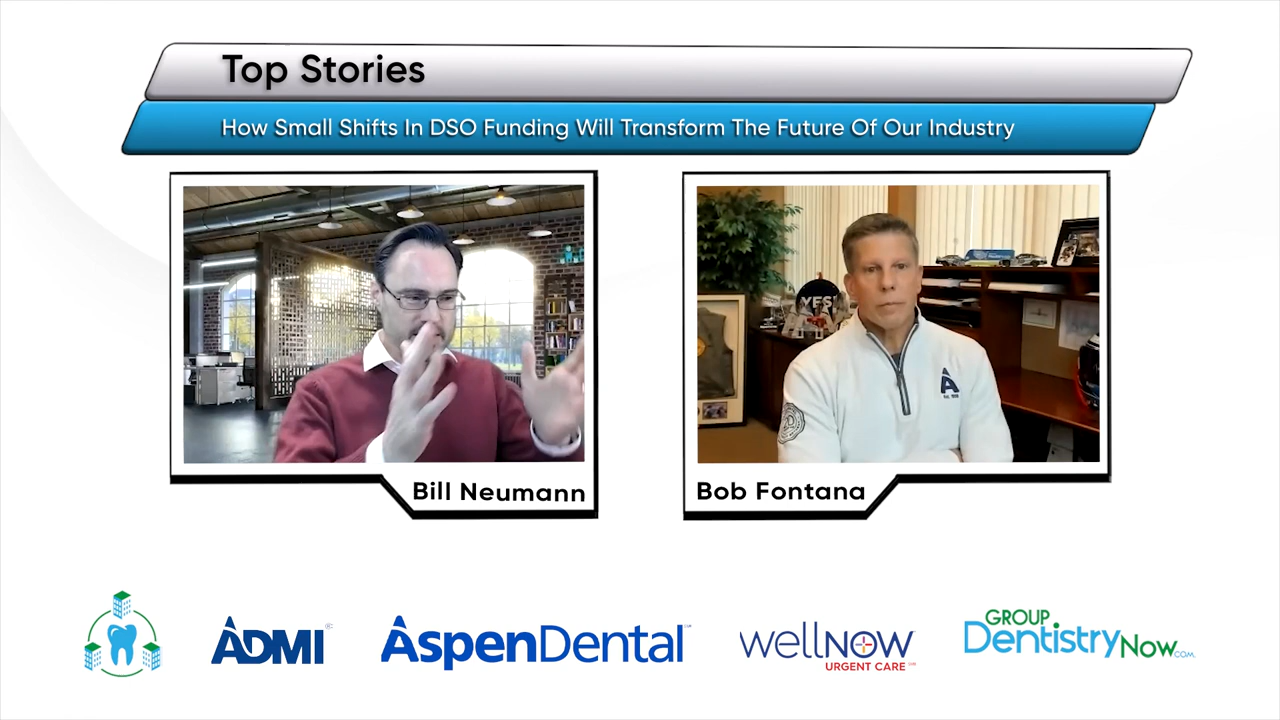 Top Stories
How Small Shifts In DSO Funding Will Transform The Future Of Our Industry
YES!
Bill Neumann
Bob Fontana
ADMI
AspenDental
wellnow
URGENT CARE
GROUP
DentistryNow.COM